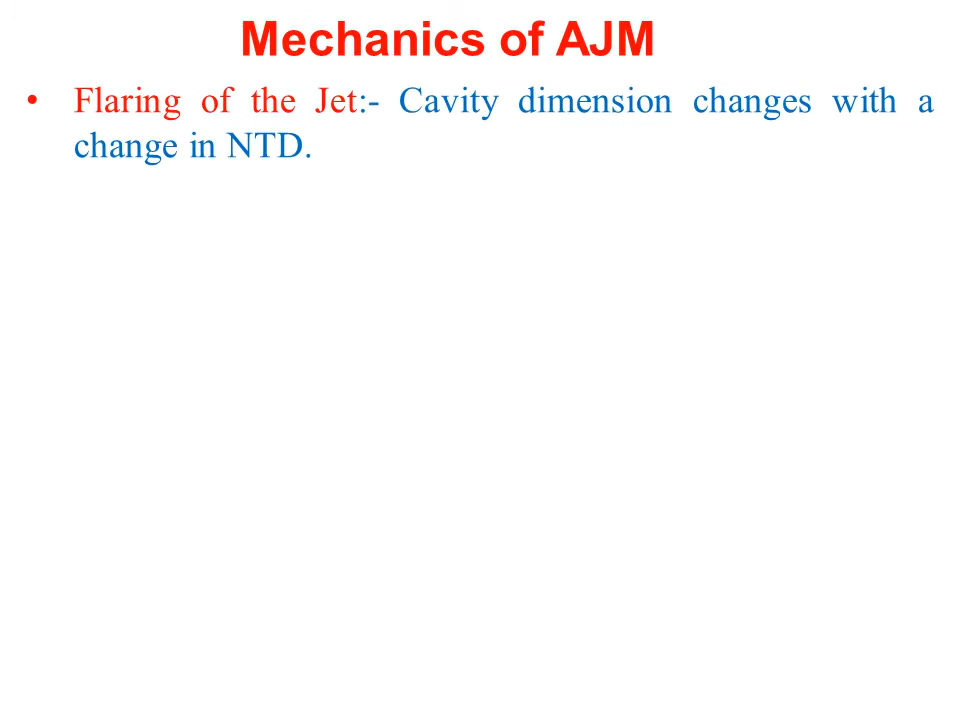 Mechanics of AJM
• Flaring of the Jet:- Cavity dimension changes with a
change in NTD.